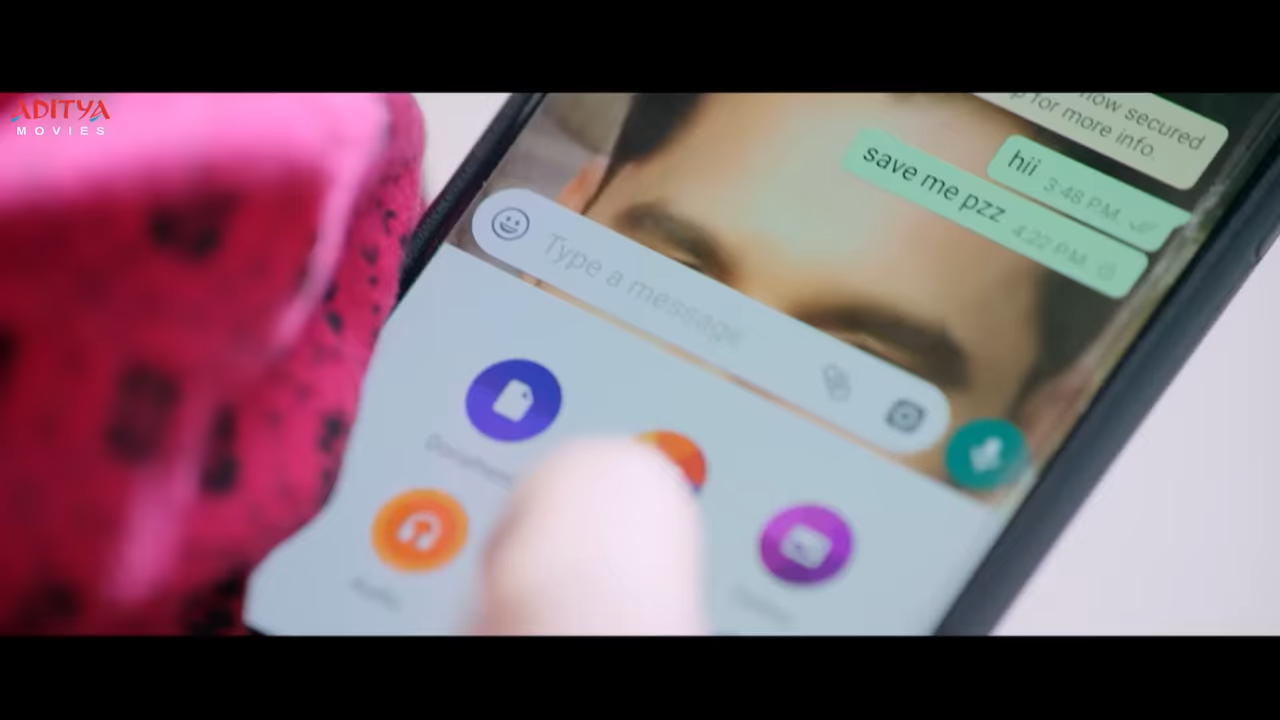 ADITYA
MOVIES
now secured
for more info.
hii 3:48 PM
save me pzz 4:22 PM
Type a message